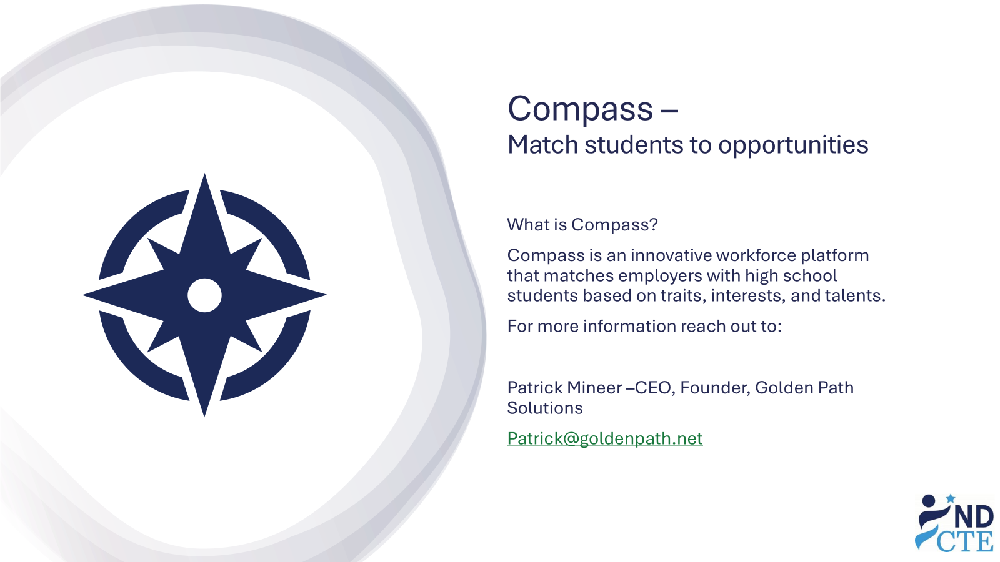 Compass –
Match students to opportunities
What is Compass?
Compass is an innovative workforce platform
that matches employers with high school
students based on traits, interests, and talents.
For more information reach out to:
Patrick Mineer –CEO, Founder, Golden Path
Solutions
Patrick@goldenpath.net
ND
CTE